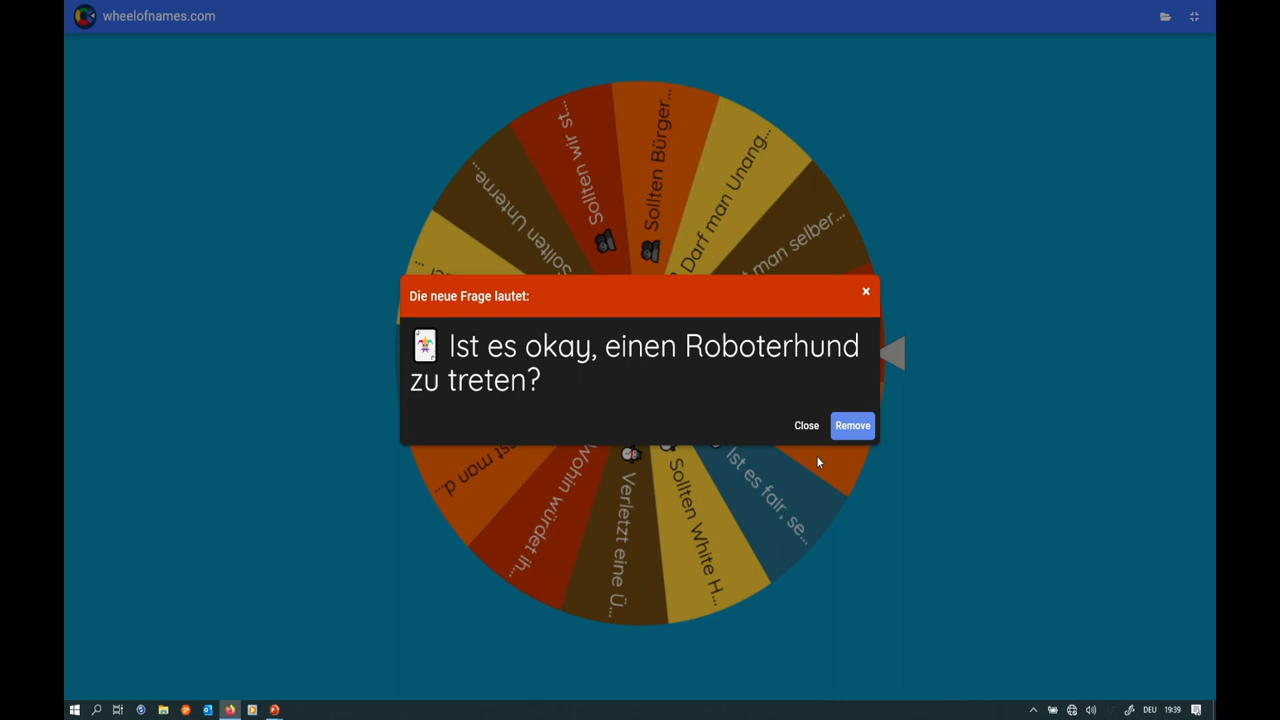 wheelofnames.com
Sollten Unterne...
Sollten wir st...
Sollten Bürger...
Darf man Unang...
man selber...
Die neue Frage lautet:
×
Ist es okay, einen Roboterhund
zu treten?
Close Remove
...st man d...
Wohin würdet ih...
Verletzt eine Ü...
Sollten White H...
Ist es fair, se...
DEU 19:39